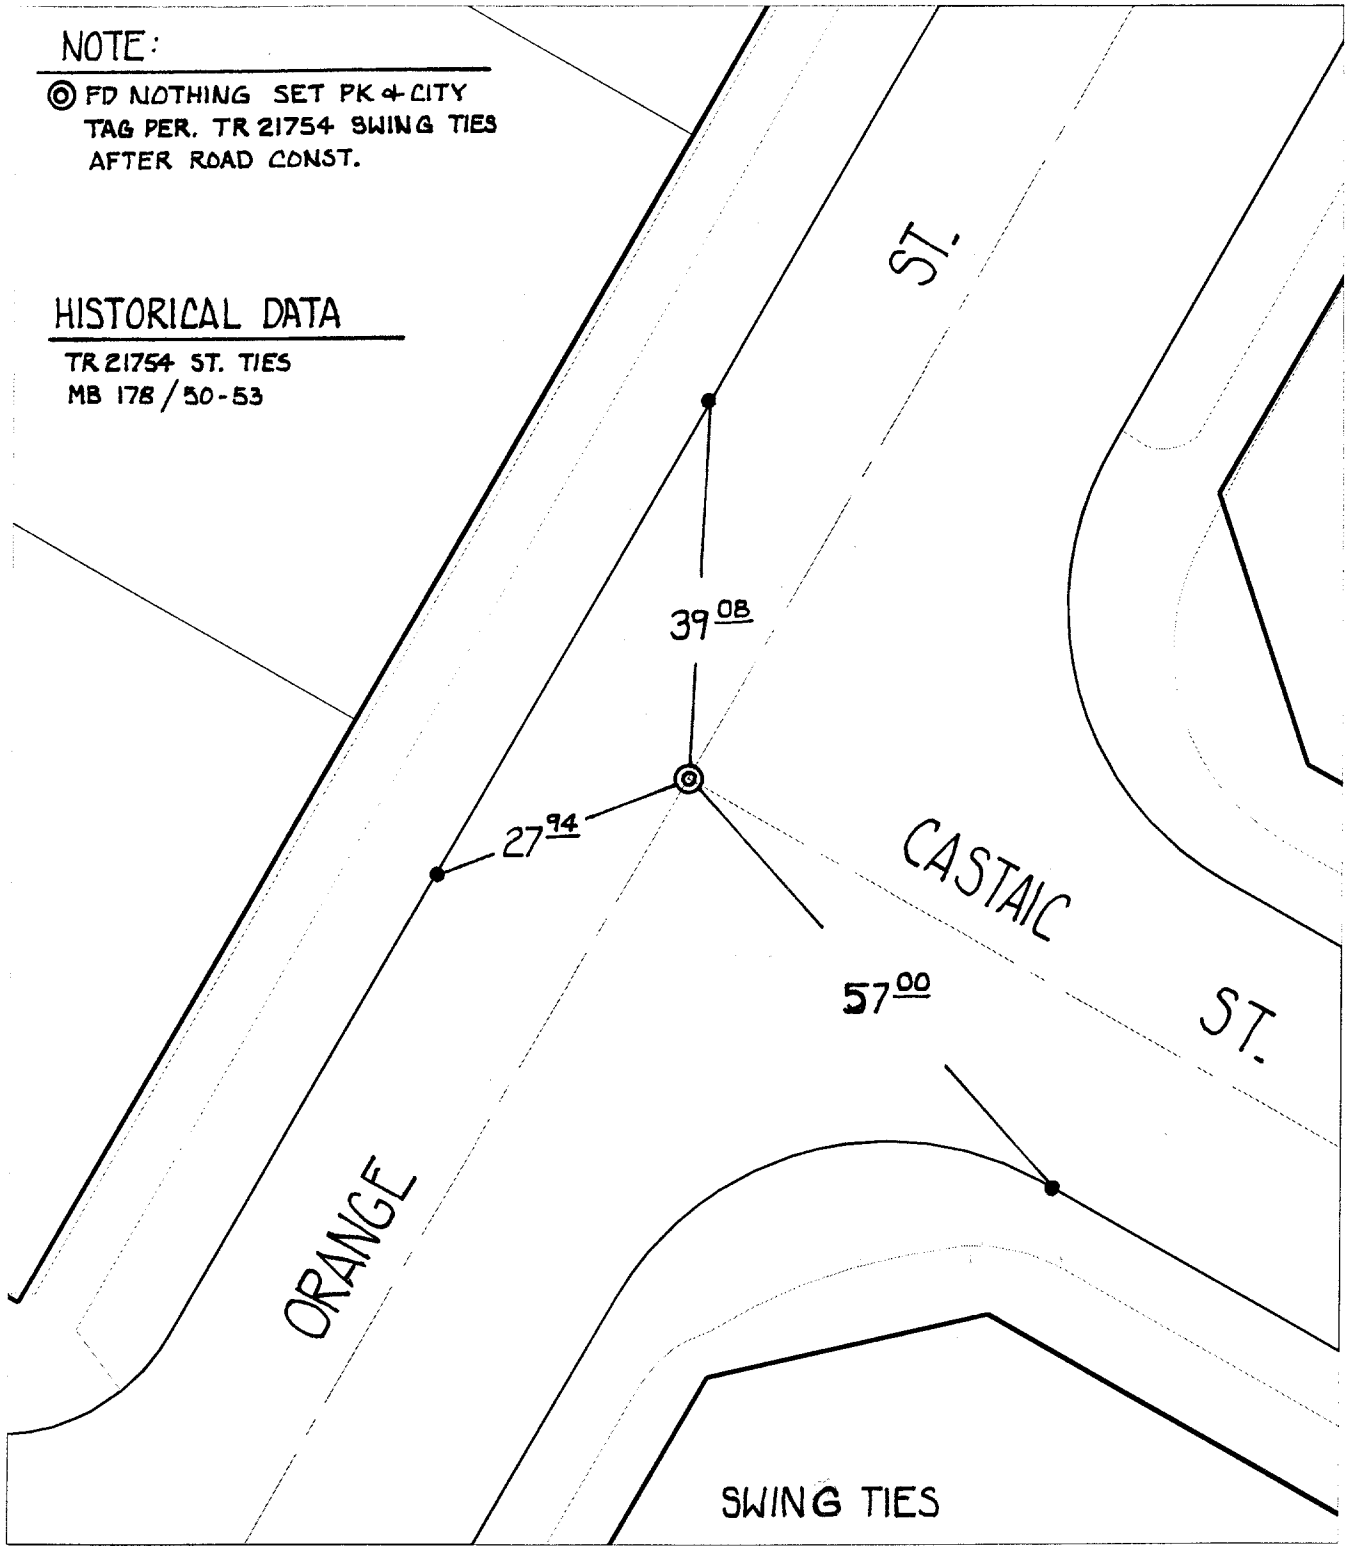 NOTE:
◎ FD NOTHING SET PK & CITY
TAG PER. TR 21754 SWING TIES
AFTER ROAD CONST.
HISTORICAL DATA
TR 21754 ST. TIES
MB 178/50-53
ST.
39 08
27 94
CASTAIC
57 00
ST.
ORANGE
SWING TIES